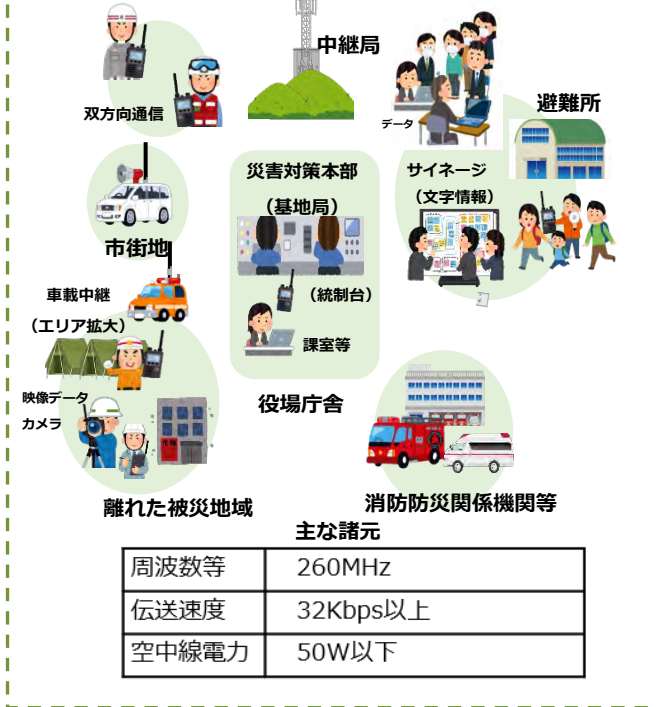 中継局
双方向通信
データ
避難所
災害対策本部
（基地局）
サイネージ
（文字情報）
市街地
車載中継
（エリア拡大）
（統制台）
課室等
映像データ
カメラ
役場庁舎
離れた被災地域
消防防災関係機関等
主な諸元
周波数等 260MHz
伝送速度 32Kbps以上
空中線電力 50W以下